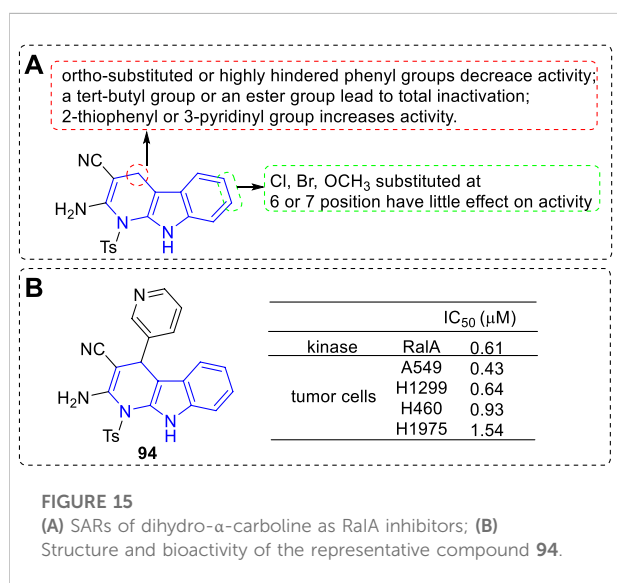 A
ortho-substituted or highly hindered phenyl groups decreace activity;
a tert-butyl group or an ester group lead to total inactivation;
2-thiophenyl or 3-pyridinyl group increases activity.
NC
H₂N
N
Ts
N
H
Cl, Br, OCH₃ substituted at
6 or 7 position have little effect on activity
B
N
NC
H₂N
N
Ts
N
H
94
IC₅₀ (μM)
kinase RalA 0.61
A549 0.43
tumor cells H1299 0.64
H460 0.93
H1975 1.54
FIGURE 15
(A) SARs of dihydro-α-carboline as RalA inhibitors; (B)
Structure and bioactivity of the representative compound 94.